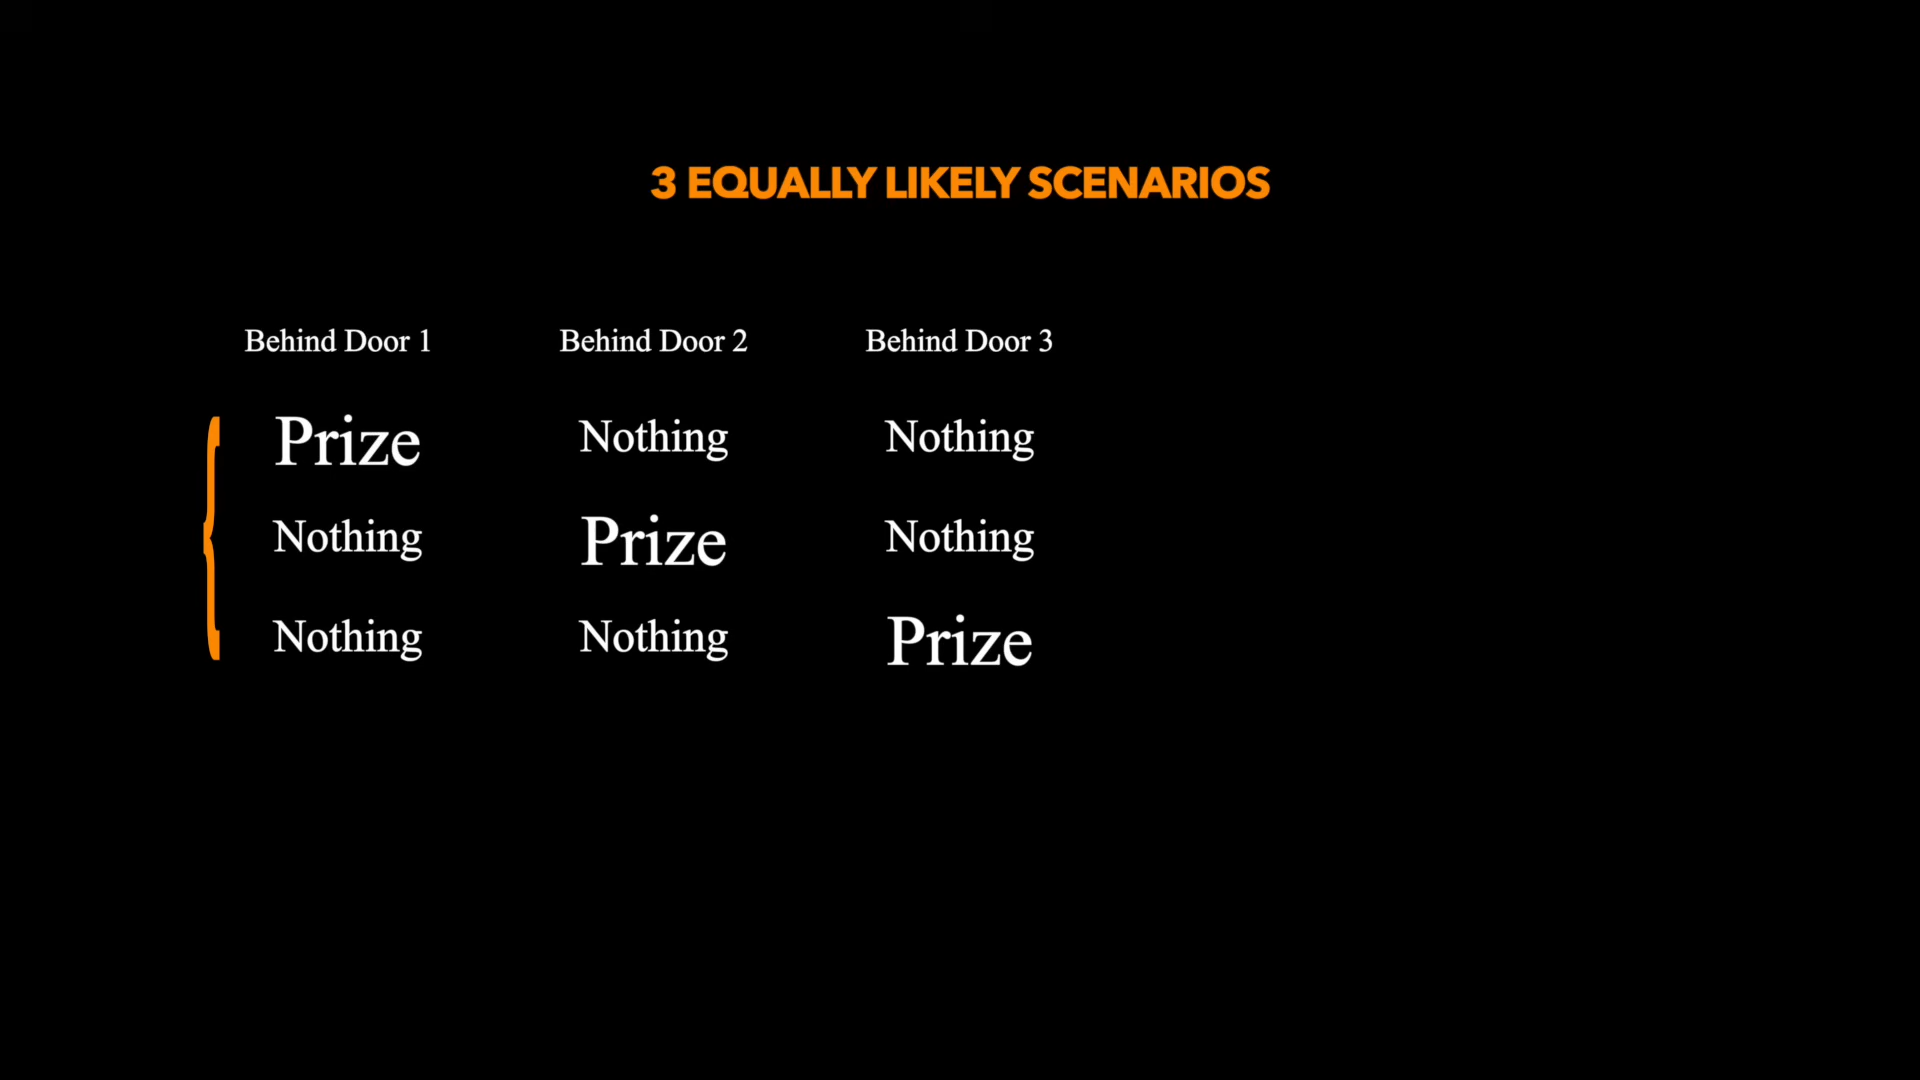 3 EQUALLY LIKELY SCENARIOS
Behind Door 1 Behind Door 2 Behind Door 3
Prize Nothing Nothing
Nothing Prize Nothing
Nothing Nothing Prize